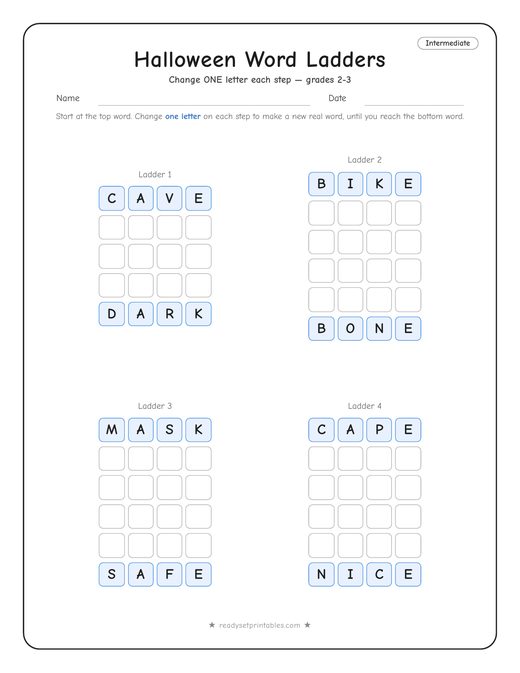 Intermediate
Halloween Word Ladders
Change ONE letter each step — grades 2-3
Name Date
Start at the top word. Change one letter on each step to make a new real word, until you reach the bottom word.
Ladder 1
C A V E
D A R K
Ladder 2
B I K E
B O N E
Ladder 3
M A S K
S A F E
Ladder 4
C A P E
N I C E
★ readysetprintables.com ★